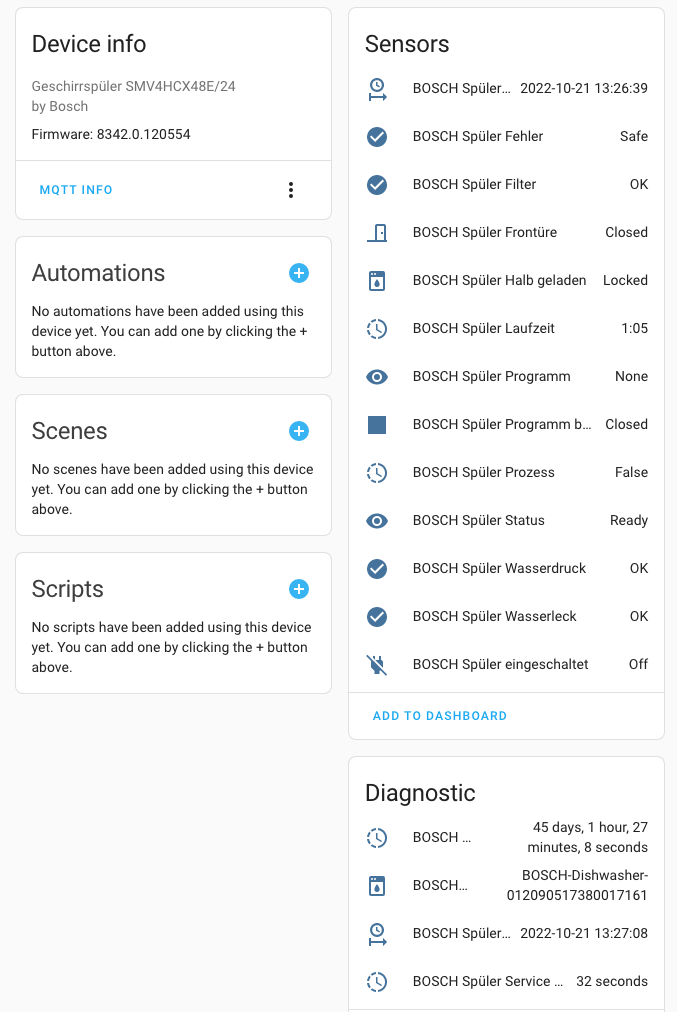 Device info
Geschirrspüler SMV4HCX48E/24
by Bosch
Firmware: 8342.0.120554
MQTT INFO
Automations
No automations have been added using this
device yet. You can add one by clicking the +
button above.
Scenes
No scenes have been added using this device
yet. You can add one by clicking the + button
above.
Scripts
No scripts have been added using this device
yet. You can add one by clicking the + button
above.
Sensors
BOSCH Spüler... 2022-10-21 13:26:39
BOSCH Spüler Fehler Safe
BOSCH Spüler Filter OK
BOSCH Spüler Frontüre Closed
BOSCH Spüler Halb geladen Locked
BOSCH Spüler Laufzeit 1:05
BOSCH Spüler Programm None
BOSCH Spüler Programm b... Closed
BOSCH Spüler Prozess False
BOSCH Spüler Status Ready
BOSCH Spüler Wasserdruck OK
BOSCH Spüler Wasserleck OK
BOSCH Spüler eingeschaltet Off
ADD TO DASHBOARD
Diagnostic
BOSCH ... 45 days, 1 hour, 27
minutes, 8 seconds
BOSCH... BOSCH-Dishwasher-
012090517380017161
BOSCH Spüler... 2022-10-21 13:27:08
BOSCH Spüler Service ... 32 seconds